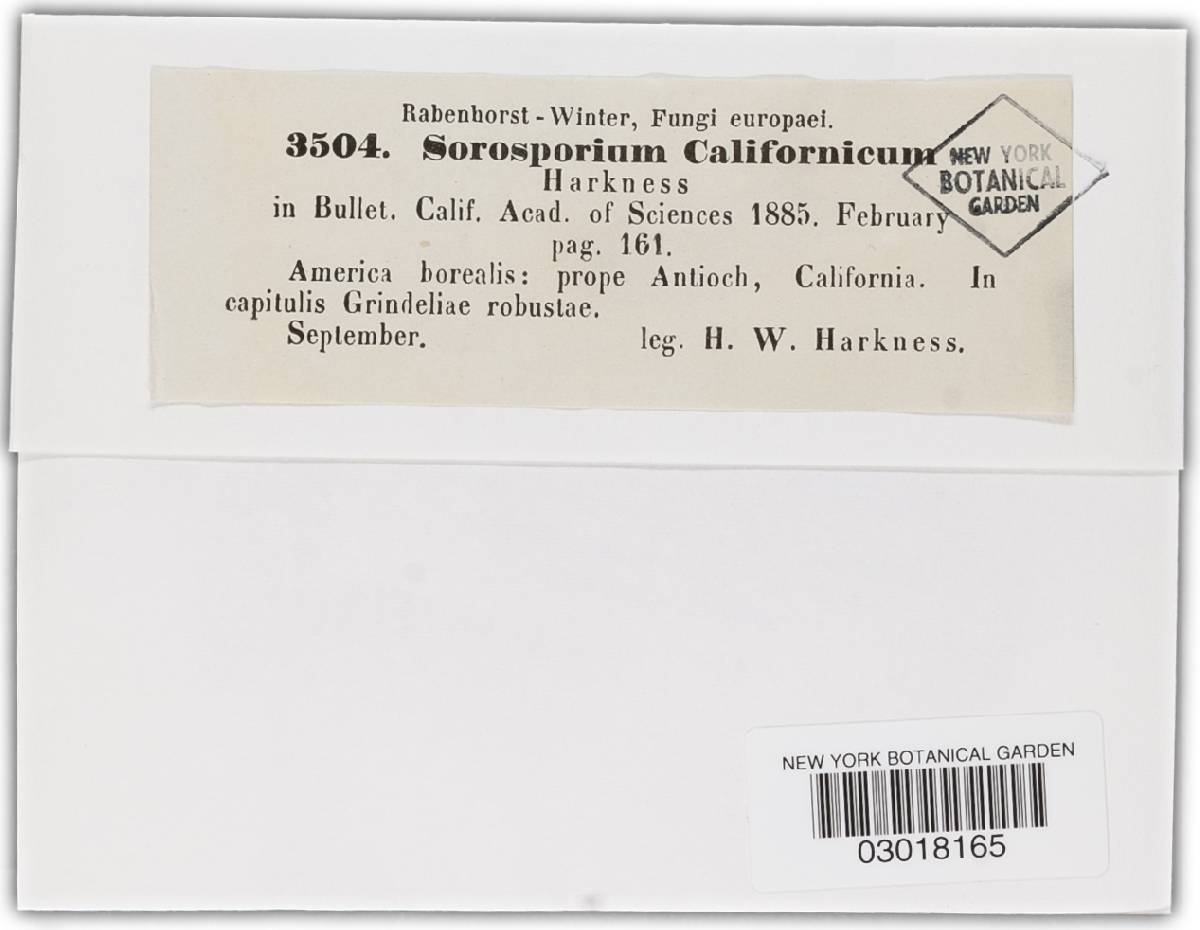 Rabenhorst - Winter, Fungi europaei.
3504. Sorosporium Californicum
Harkness
in Bullet. Calif. Acad. of Sciences 1885. February
pag. 161.
America borealis: prope Antioch, California. In
capitulis Grindeliae robustae.
September. leg. H. W. Harkness.
NEW YORK
BOTANICAL
GARDEN
NEW YORK BOTANICAL GARDEN
03018165